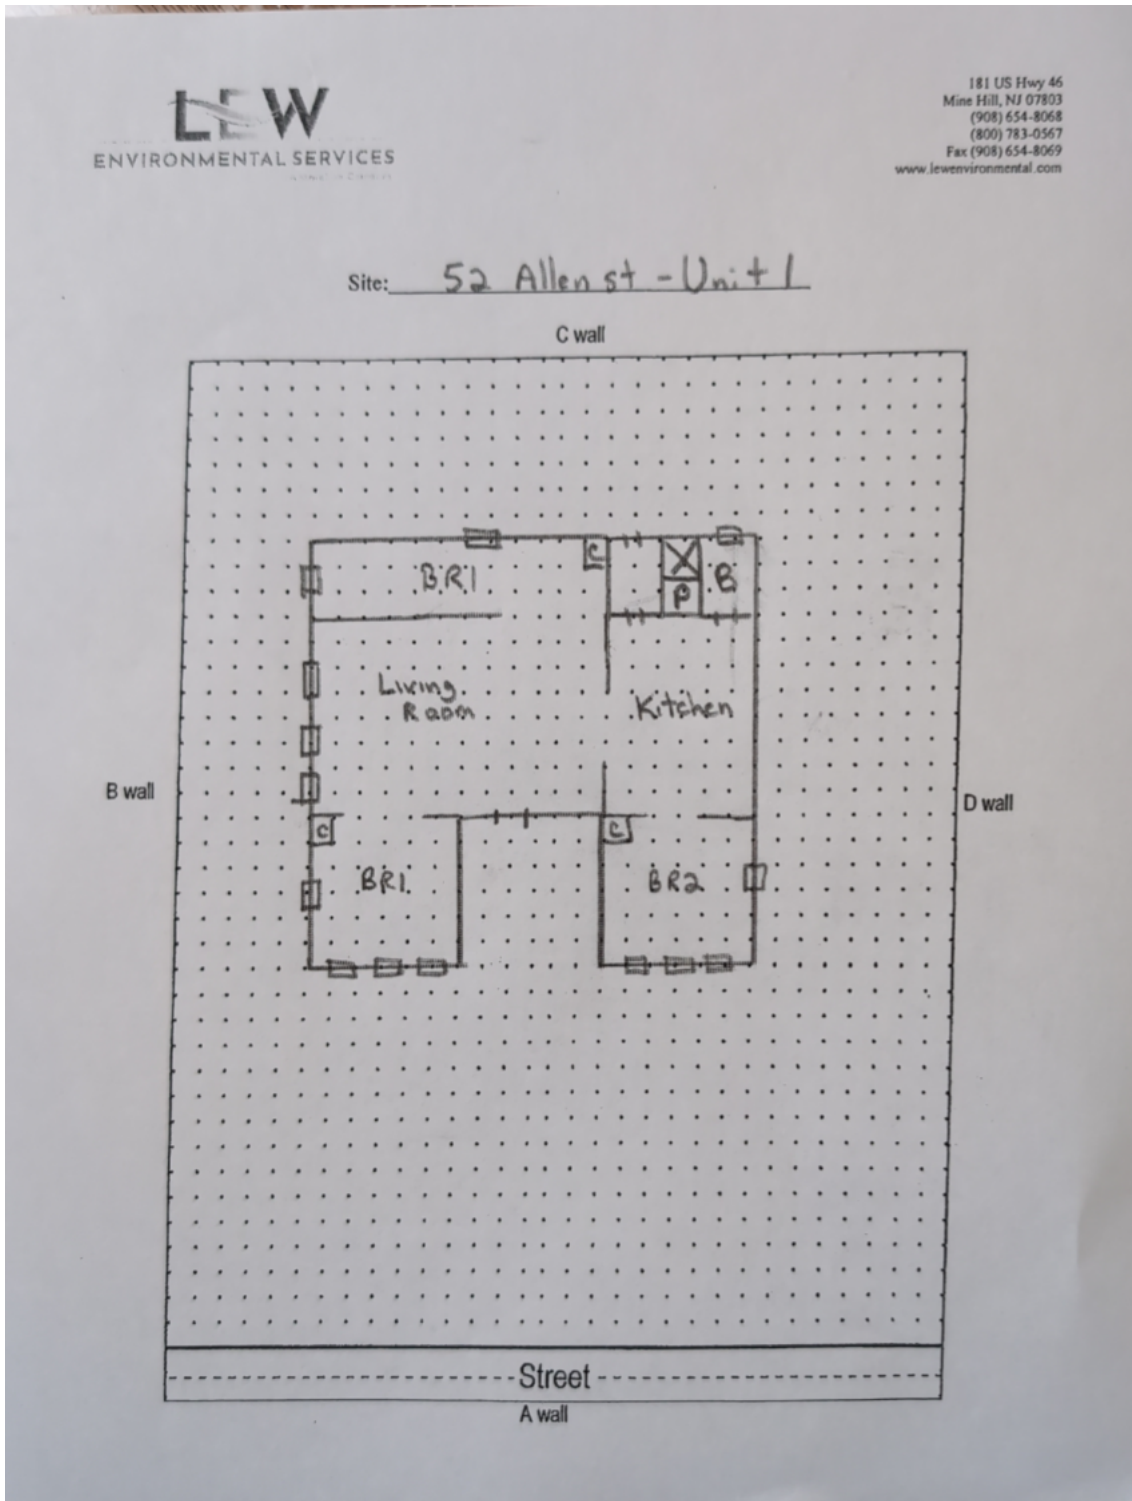 LEW
ENVIRONMENTAL SERVICES
181 US Hwy 46
Mine Hill, NJ 07803
(908) 654-8068
(800) 783-0567
Fax (908) 654-8069
www.lewenvironmental.com
Site: 52 Allen st - Unit 1
C wall
BR1
C
P
B
Living
Room
Kitchen
B wall
D wall
C
C
BR1
BR2
Street
A wall